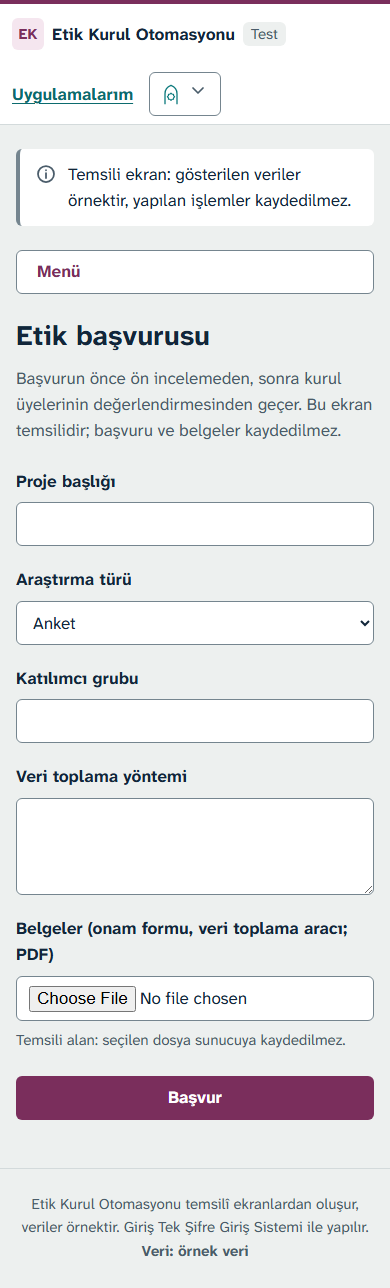 EK Etik Kurul Otomasyonu Test
Uygulamalarım
Temsili ekran: gösterilen veriler
örnektir, yapılan işlemler kaydedilmez.
Menü
Etik başvurusu
Başvurun önce ön incelemeden, sonra kurul
üyelerinin değerlendirmesinden geçer. Bu ekran
temsilidir; başvuru ve belgeler kaydedilmez.
Proje başlığı
Araştırma türü
Anket
Katılımcı grubu
Veri toplama yöntemi
Belgeler (onam formu, veri toplama aracı;
PDF)
Choose File No file chosen
Temsili alan: seçilen dosya sunucuya kaydedilmez.
Başvur
Etik Kurul Otomasyonu temsilî ekranlardan oluşur,
veriler örnektir. Giriş Tek Şifre Giriş Sistemi ile yapılır.
Veri: örnek veri